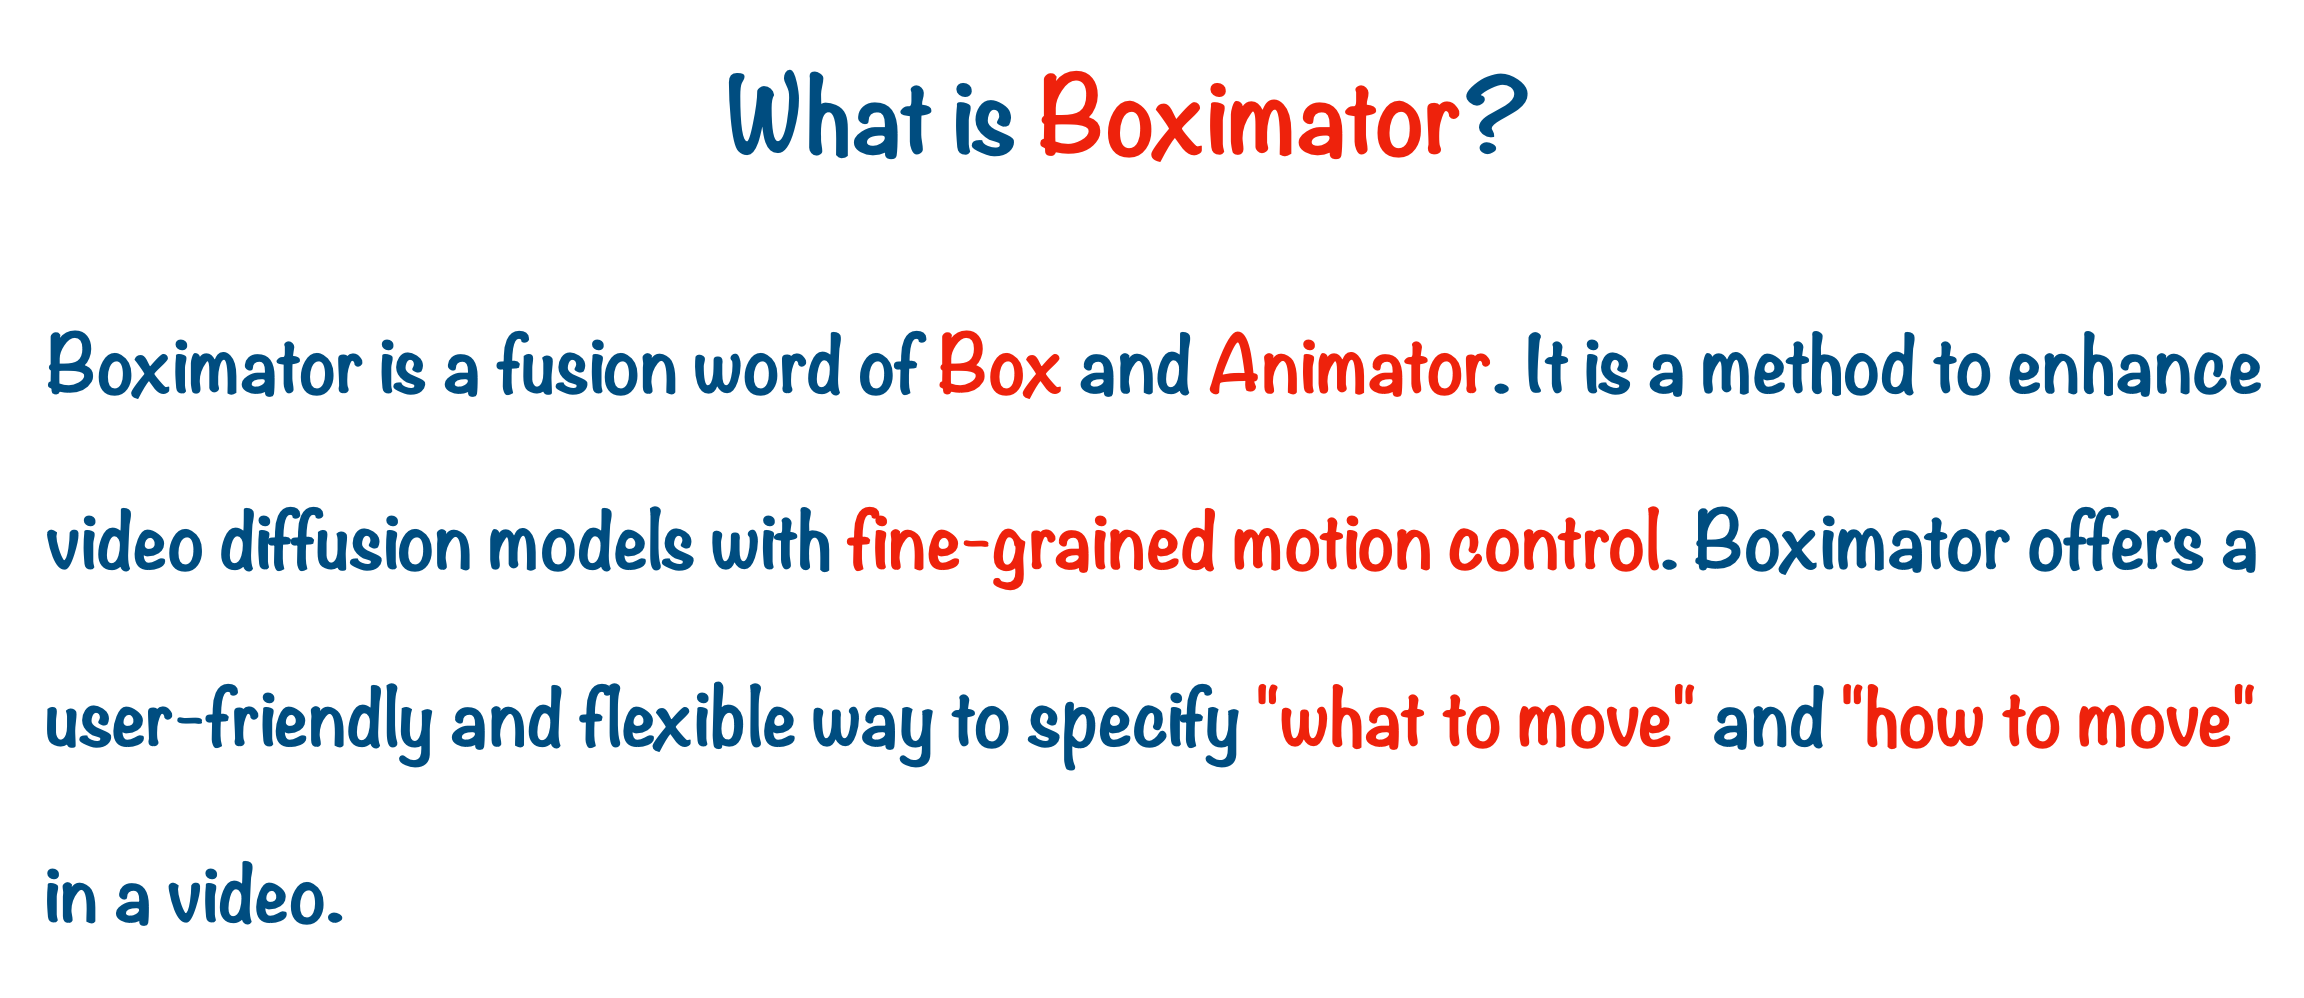 What is Boximator?
Boximator is a fusion word of Box and Animator. It is a method to enhance
video diffusion models with fine-grained motion control. Boximator offers a
user-friendly and flexible way to specify "what to move" and "how to move"
in a video.